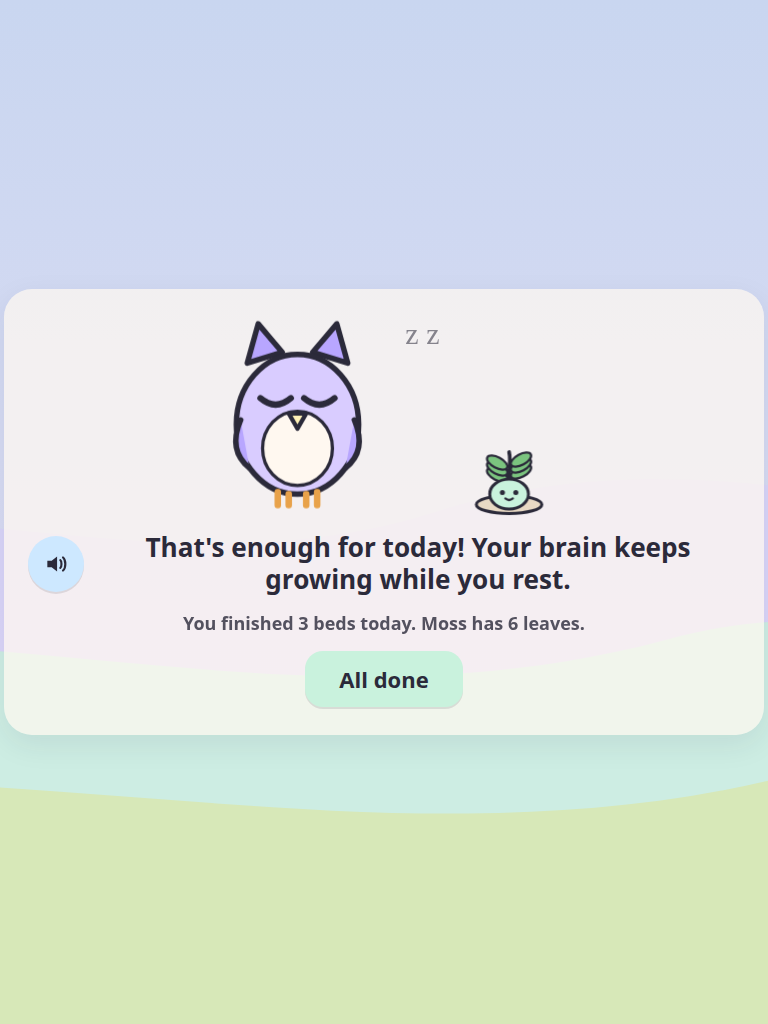 z z
That's enough for today! Your brain keeps
growing while you rest.
You finished 3 beds today. Moss has 6 leaves.
All done